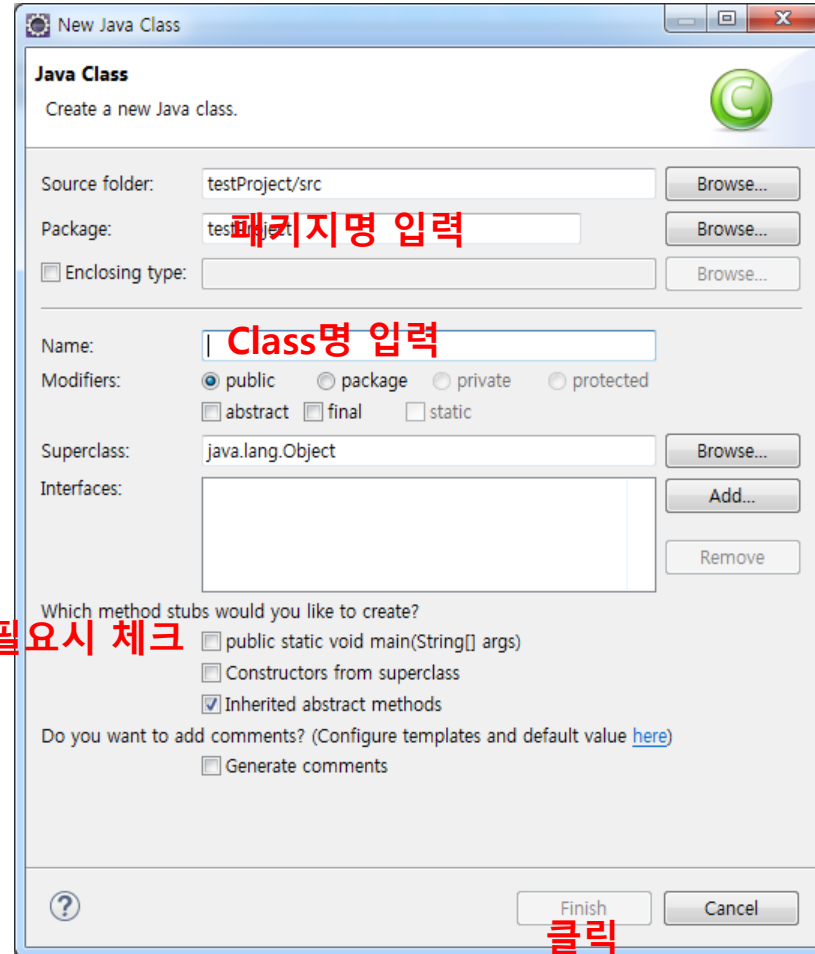 New Java Class
Java Class
Create a new Java class.
Source folder: testProject/src Browse...
Package: testProject 패키지명 입력 Browse...
Enclosing type: Browse...
Name: Class명 입력
Modifiers: public package private protected
abstract final static
Superclass: java.lang.Object Browse...
Interfaces: Add...
Remove
Which method stubs would you like to create?
필요시 체크 public static void main(String[] args)
Constructors from superclass
Inherited abstract methods
Do you want to add comments? (Configure templates and default value here)
Generate comments
Finish Cancel
클릭